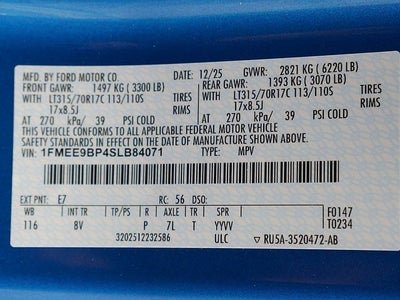 MFD. BY FORD MOTOR CO. 12/25 GVWR: 2821 KG ( 6220 LB)
FRONT GAWR: 1497 KG ( 3300 LB) REAR GAWR: 1393 KG ( 3070 LB)
WITH LT315/70R17C 113/110S TIRES WITH LT315/70R17C 113/110S TIRES
17x8.5J RIMS 17x8.5J RIMS
AT 270 kPa/ 39 PSI COLD AT 270 kPa/ 39 PSI COLD
THIS VEHICLE CONFORMS TO ALL APPLICABLE FEDERAL MOTOR VEHICLE
SAFETY STANDARDS IN EFFECT ON THE DATE OF MANUFACTURE SHOWN ABOVE.
VIN: 1FMEE9BP4SLB84071 TYPE: MPV
EXT PNT: E7 RC: 56 DSO:
WB INT TR R AXLE TR SPR F0147
116 8V P 7L T YYVV T0234
3202512232586 ULC RU5A-3520472-AB